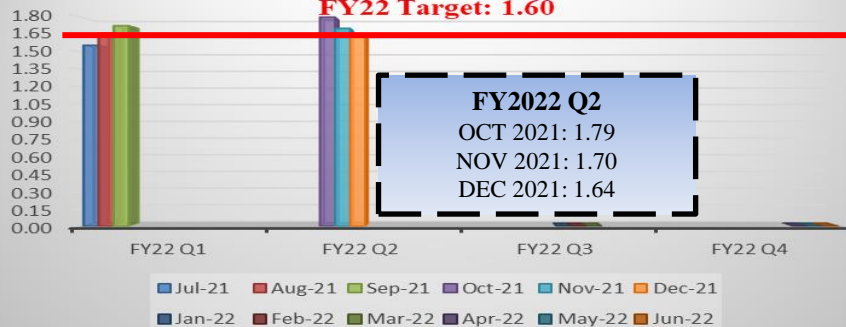 FY22 Target: 1.60
1.80
1.65
1.50
1.35
1.20
1.05
0.90
0.75
0.60
0.45
0.30
0.15
0.00
FY2022 Q2
OCT 2021: 1.79
NOV 2021: 1.70
DEC 2021: 1.64
FY22 Q1 FY22 Q2 FY22 Q3 FY22 Q4
Jul-21 Aug-21 Sep-21 Oct-21 Nov-21 Dec-21
Jan-22 Feb-22 Mar-22 Apr-22 May-22 Jun-22